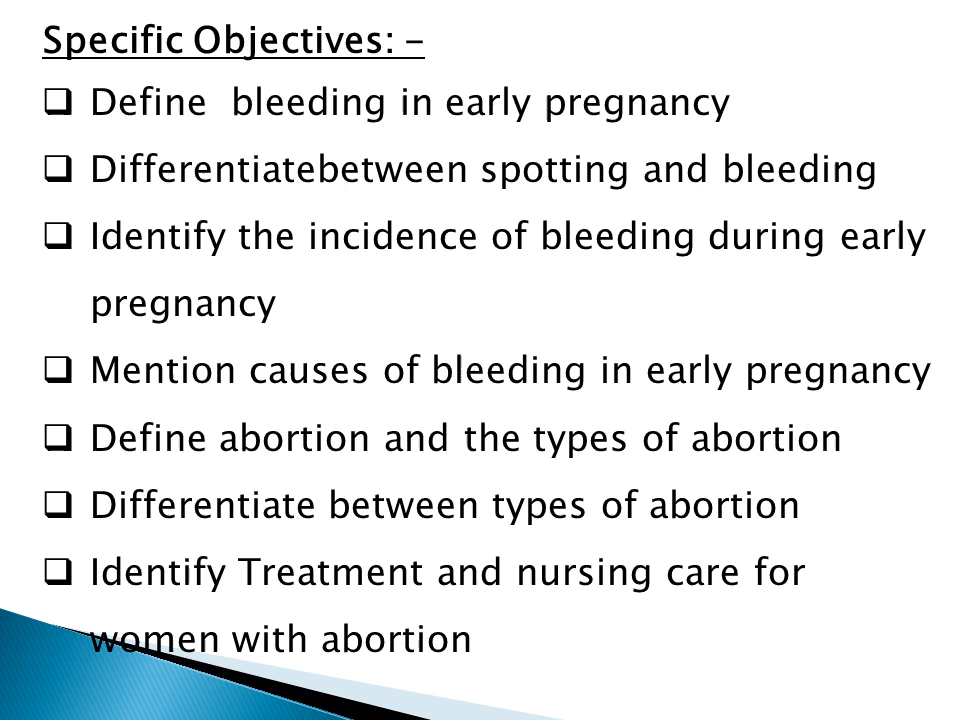 Specific Objectives: -
❑ Define  bleeding in early pregnancy
❑ Differentiatebetween spotting and bleeding
❑ Identify the incidence of bleeding during early
pregnancy
❑ Mention causes of bleeding in early pregnancy
❑ Define abortion and the types of abortion
❑ Differentiate between types of abortion
❑ Identify Treatment and nursing care for
women with abortion